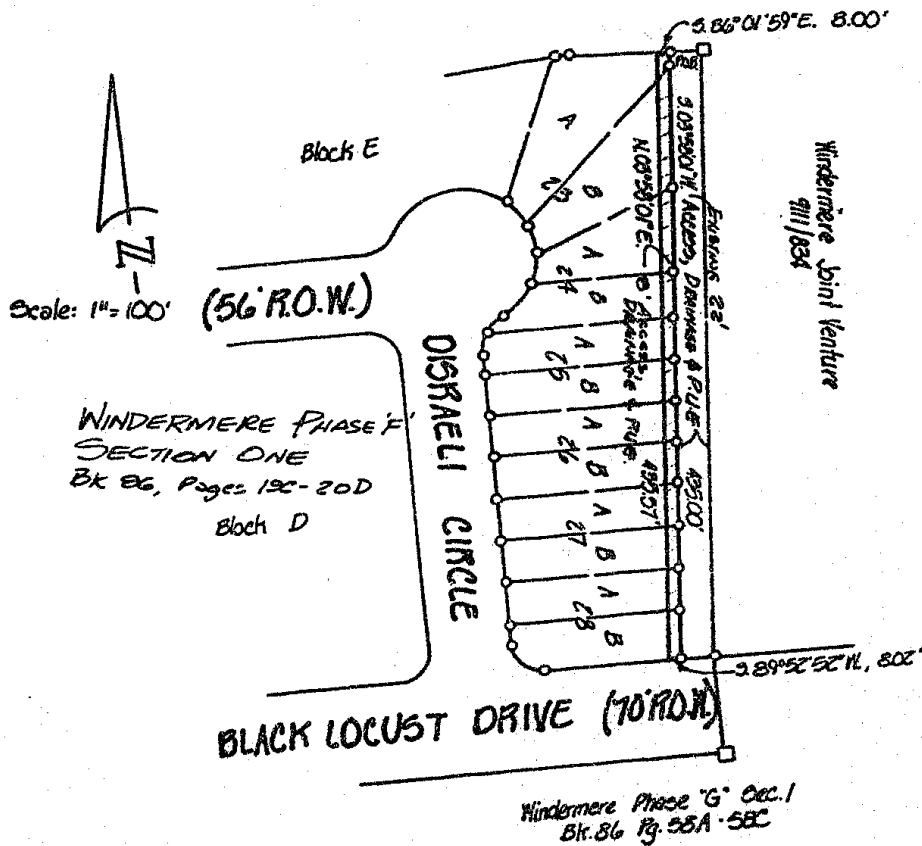 S.86°01'59"E. 8.00'
P.O.B.
Block E
A
23
B
A
24
B
A
25
B
A
26
B
A
27
B
A
28
B
N.03°58'01"E.
433.57'
8' Access,
Drainage & P.U.E.
S.03°58'01"W.
435.00'
Existing 22'
Access, Drainage & P.U.E.
Windermere Joint Venture
9111/834
Z
Scale: 1"=100'
(56' R.O.W.)
DISRAELI CIRCLE
WINDERMERE PHASE 'F'
SECTION ONE
BK 86, Pages 19C-20D
Block D
S.89°52'52"W., 8.02'
BLACK LOCUST DRIVE (70' R.O.W.)
Windermere Phase "G" Sec. 1
Bk. 86 Pg. 58A-58C